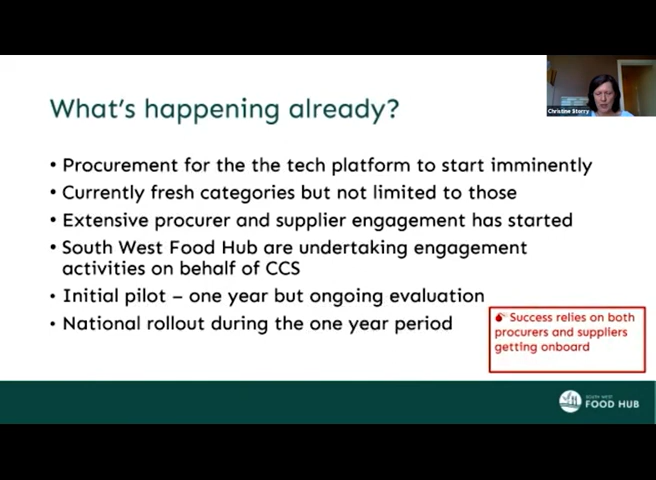 What's happening already?
Christine Storry
• Procurement for the the tech platform to start imminently
• Currently fresh categories but not limited to those
• Extensive procurer and supplier engagement has started
• South West Food Hub are undertaking engagement
activities on behalf of CCS
• Initial pilot – one year but ongoing evaluation
• National rollout during the one year period
Success relies on both
procurers and suppliers
getting onboard
SOUTH WEST
FOOD HUB